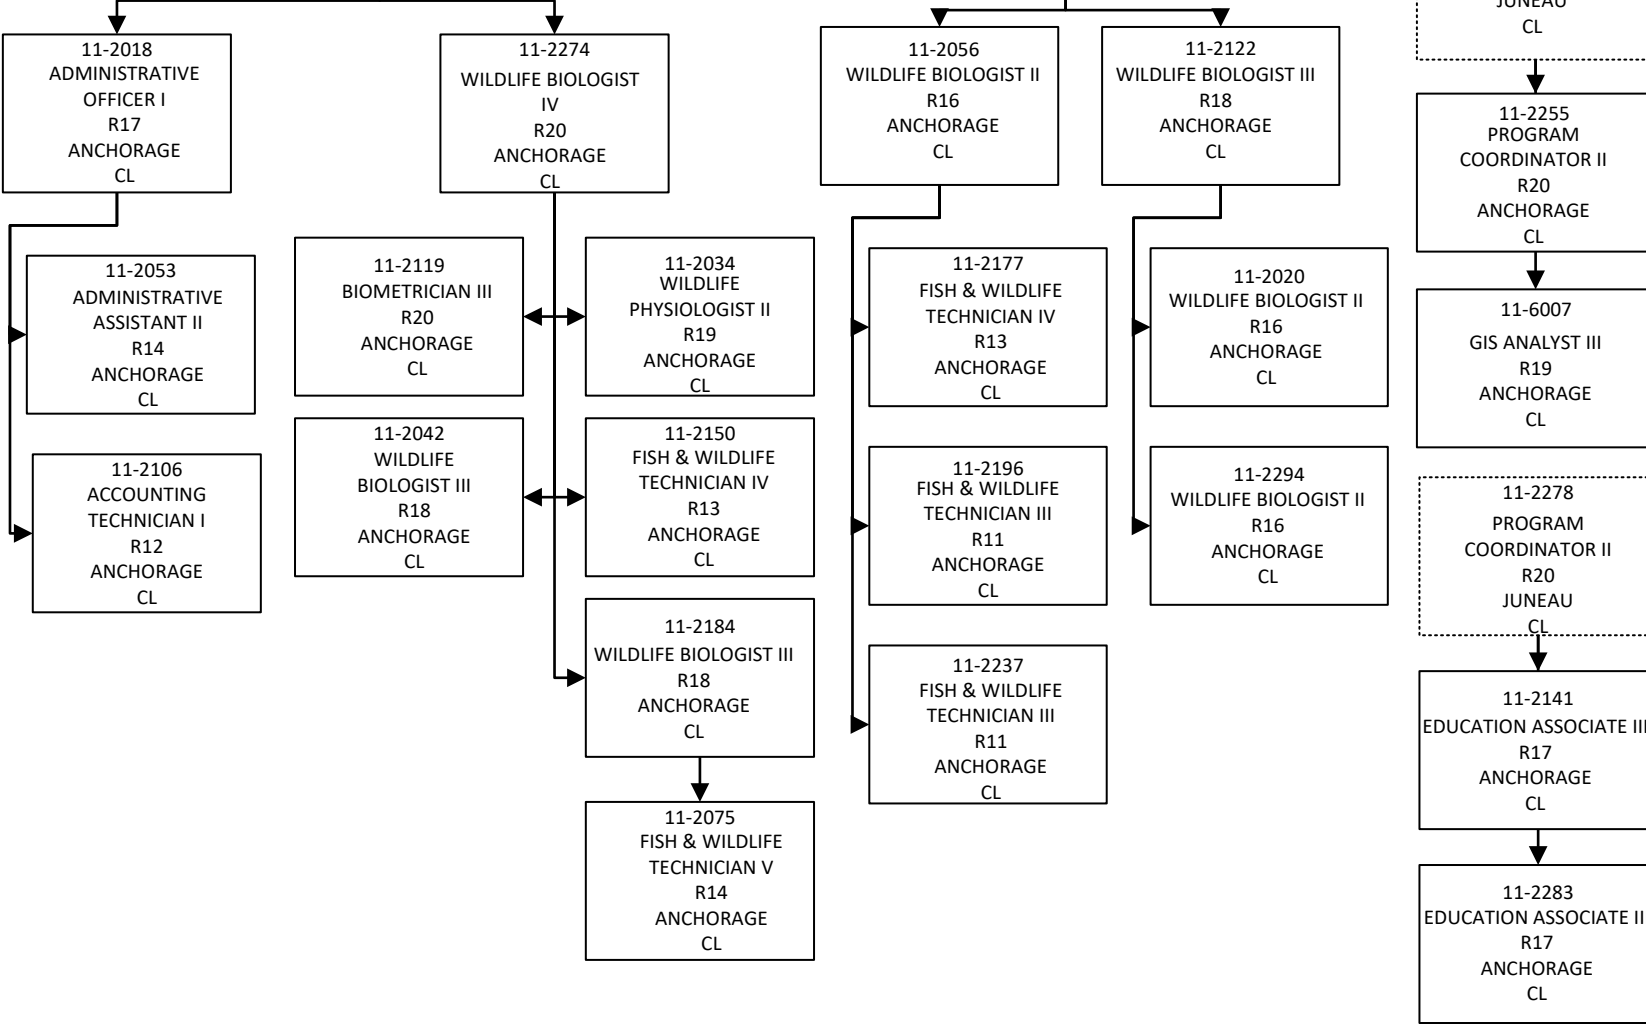 11-2018
ADMINISTRATIVE
OFFICER I
R17
ANCHORAGE
CL
11-2274
WILDLIFE BIOLOGIST
IV
R20
ANCHORAGE
CL
11-2056
WILDLIFE BIOLOGIST II
R16
ANCHORAGE
CL
11-2122
WILDLIFE BIOLOGIST III
R18
ANCHORAGE
CL
JUNEAU
CL
11-2255
PROGRAM
COORDINATOR II
R20
ANCHORAGE
CL
11-2053
ADMINISTRATIVE
ASSISTANT II
R14
ANCHORAGE
CL
11-2119
BIOMETRICIAN III
R20
ANCHORAGE
CL
11-2034
WILDLIFE
PHYSIOLOGIST II
R19
ANCHORAGE
CL
11-2177
FISH & WILDLIFE
TECHNICIAN IV
R13
ANCHORAGE
CL
11-2020
WILDLIFE BIOLOGIST II
R16
ANCHORAGE
CL
11-6007
GIS ANALYST III
R19
ANCHORAGE
CL
11-2106
ACCOUNTING
TECHNICIAN I
R12
ANCHORAGE
CL
11-2042
WILDLIFE
BIOLOGIST III
R18
ANCHORAGE
CL
11-2150
FISH & WILDLIFE
TECHNICIAN IV
R13
ANCHORAGE
CL
11-2196
FISH & WILDLIFE
TECHNICIAN III
R11
ANCHORAGE
CL
11-2294
WILDLIFE BIOLOGIST II
R16
ANCHORAGE
CL
11-2278
PROGRAM
COORDINATOR II
R20
JUNEAU
CL
11-2184
WILDLIFE BIOLOGIST III
R18
ANCHORAGE
CL
11-2237
FISH & WILDLIFE
TECHNICIAN III
R11
ANCHORAGE
CL
11-2141
EDUCATION ASSOCIATE III
R17
ANCHORAGE
CL
11-2075
FISH & WILDLIFE
TECHNICIAN V
R14
ANCHORAGE
CL
11-2283
EDUCATION ASSOCIATE II
R17
ANCHORAGE
CL